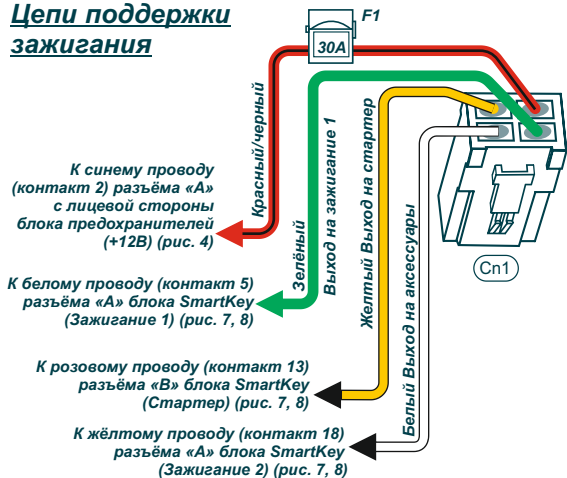 Цепи поддержки
зажигания
F1
30А
Красный/черный
Зелёный
Выход на зажигание 1
Желтый Выход на стартер
Белый Выход на аксессуары
Cn1
К синему проводу
(контакт 2) разъёма «А»
с лицевой стороны
блока предохранителей
(+12В) (рис. 4)
К белому проводу (контакт 5)
разъёма «А» блока SmartKey
(Зажигание 1) (рис. 7, 8)
К розовому проводу (контакт 13)
разъёма «В» блока SmartKey
(Стартер) (рис. 7, 8)
К жёлтому проводу (контакт 18)
разъёма «А» блока SmartKey
(Зажигание 2) (рис. 7, 8)